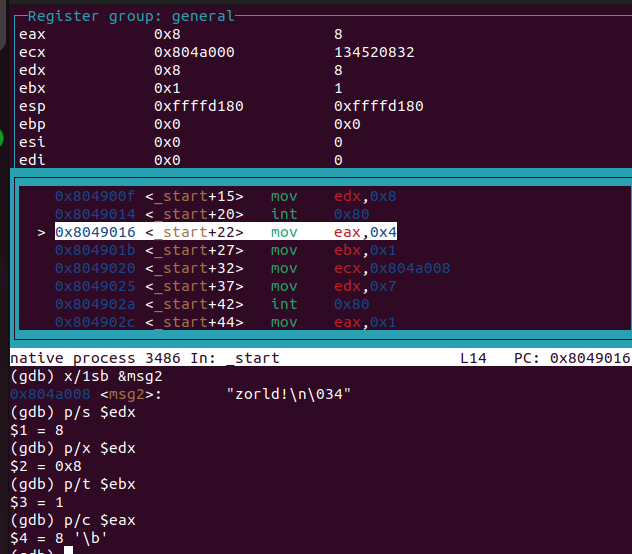 Register group: general
eax 0x8 8
ecx 0x804a000 134520832
edx 0x8 8
ebx 0x1 1
esp 0xffffd180 0xffffd180
ebp 0x0 0x0
esi 0x0 0
edi 0x0 0
0x804900f <_start+15> mov edx,0x8
0x8049014 <_start+20> int 0x80
> 0x8049016 <_start+22> mov eax,0x4
0x804901b <_start+27> mov ebx,0x1
0x8049020 <_start+32> mov ecx,0x804a008
0x8049025 <_start+37> mov edx,0x7
0x804902a <_start+42> int 0x80
0x804902c <_start+44> mov eax,0x1
native process 3486 In: _start L14 PC: 0x8049016
(gdb) x/1sb &msg2
0x804a008 <msg2>: "zorld!\n\034"
(gdb) p/s $edx
$1 = 8
(gdb) p/x $edx
$2 = 0x8
(gdb) p/t $ebx
$3 = 1
(gdb) p/c $eax
$4 = 8 '\b'
(gdb)